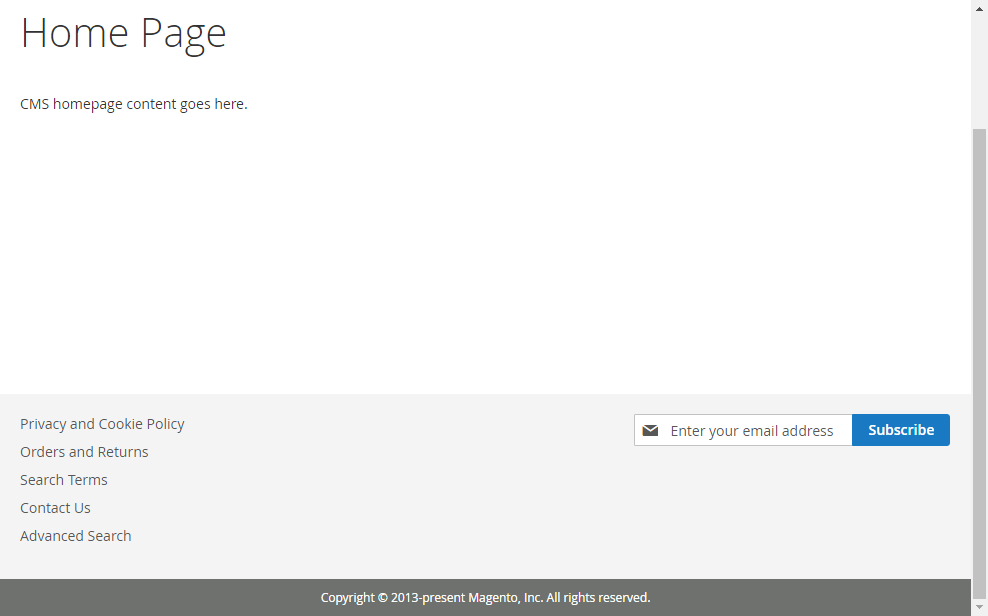 Home Page
CMS homepage content goes here.
Privacy and Cookie Policy
Orders and Returns
Search Terms
Contact Us
Advanced Search
Enter your email address
Subscribe
Copyright © 2013-present Magento, Inc. All rights reserved.